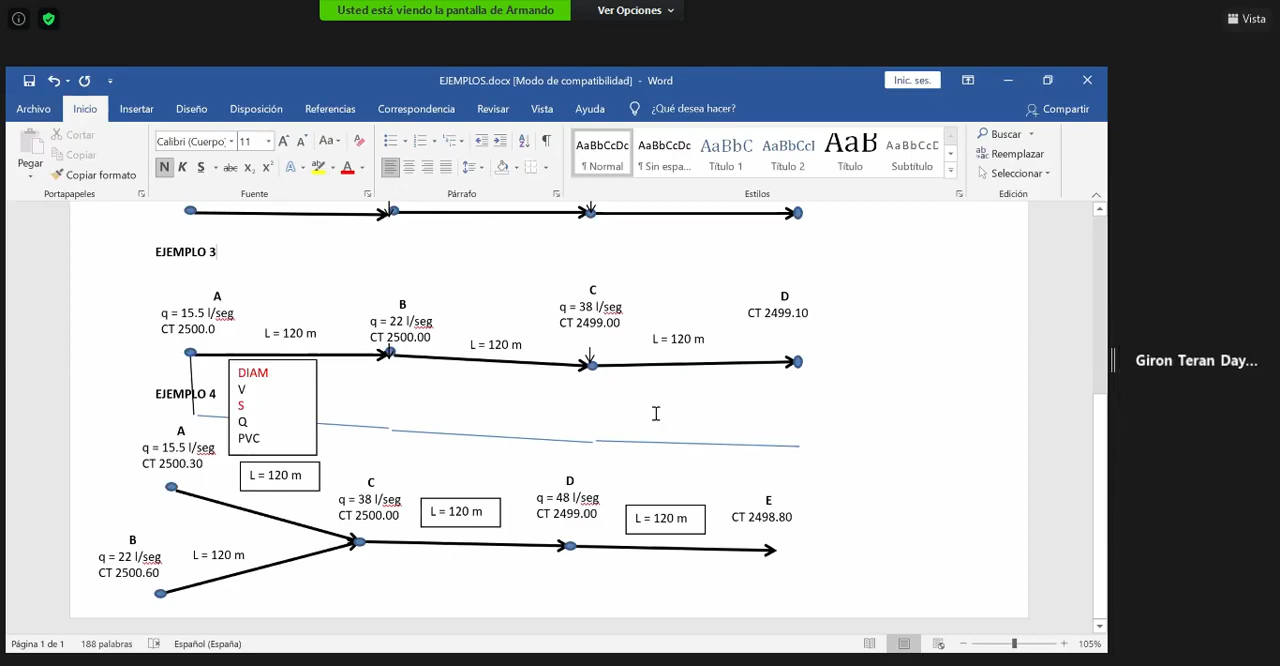 Usted está viendo la pantalla de Armando
Ver Opciones
Vista
EJEMPLOS.docx [Modo de compatibilidad] - Word
Inic. ses.
Archivo
Inicio
Insertar
Diseño
Disposición
Referencias
Correspondencia
Revisar
Vista
Ayuda
¿Qué desea hacer?
Compartir
Pegar
Cortar
Copiar
Copiar formato
Portapapeles
Calibri (Cuerpo)
11
Aa
N K S abc x₂ x²
Fuente
Párrafo
AaBbCcDc
¶ Normal
AaBbCcDc
¶ Sin espa...
AaBbC
Título 1
AaBbCcI
Título 2
AaB
Título
AaBbCcD
Subtítulo
Estilos
Buscar
Reemplazar
Seleccionar
Edición
EJEMPLO 3
A
q = 15.5 l/seg
CT 2500.0
L = 120 m
B
q = 22 l/seg
CT 2500.00
L = 120 m
C
q = 38 l/seg
CT 2499.00
L = 120 m
D
CT 2499.10
DIAM
V
S
Q
PVC
EJEMPLO 4
A
q = 15.5 l/seg
CT 2500.30
L = 120 m
B
q = 22 l/seg
CT 2500.60
L = 120 m
C
q = 38 l/seg
CT 2500.00
L = 120 m
D
q = 48 l/seg
CT 2499.00
L = 120 m
E
CT 2498.80
Giron Teran Day...
Página 1 de 1
188 palabras
Español (España)
105%